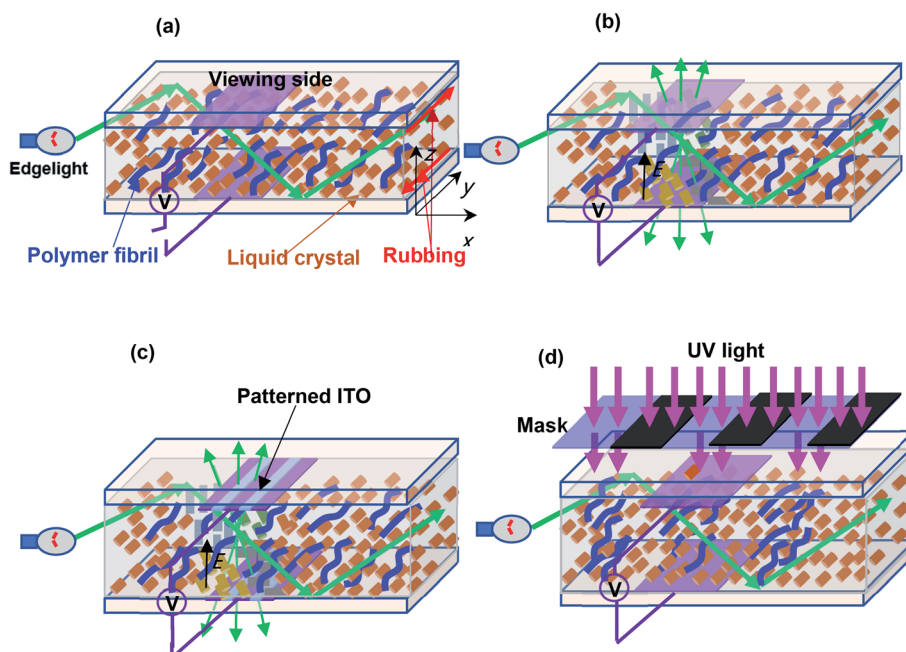 (a)
Viewing side
Edgelight
V
z
y
x
Polymer fibril
Liquid crystal
Rubbing
(b)
E
V
(c)
Patterned ITO
E
V
(d)
UV light
Mask
V